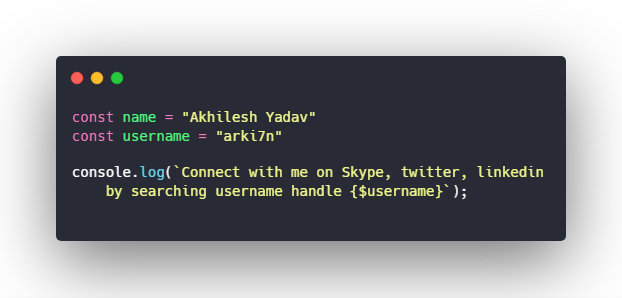 const name = "Akhilesh Yadav"
const username = "arki7n"
console.log(`Connect with me on Skype, twitter, linkedin
by searching username handle {$username}`);